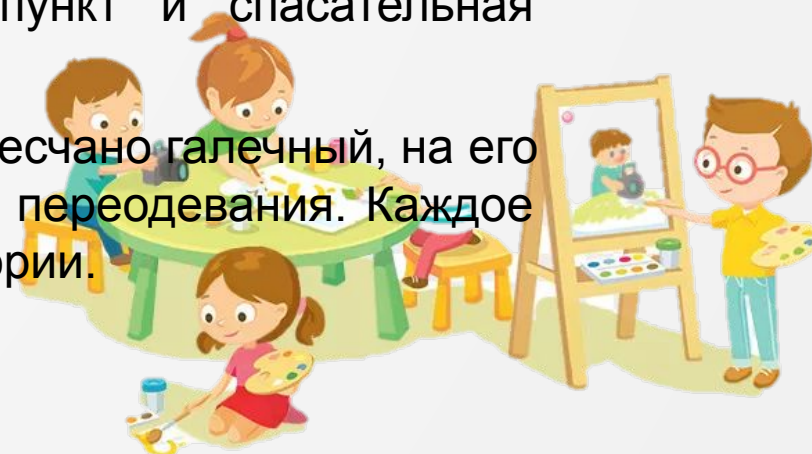 пункт и спасательная
есчано галечный, на его
переодевания. Каждое
рии.